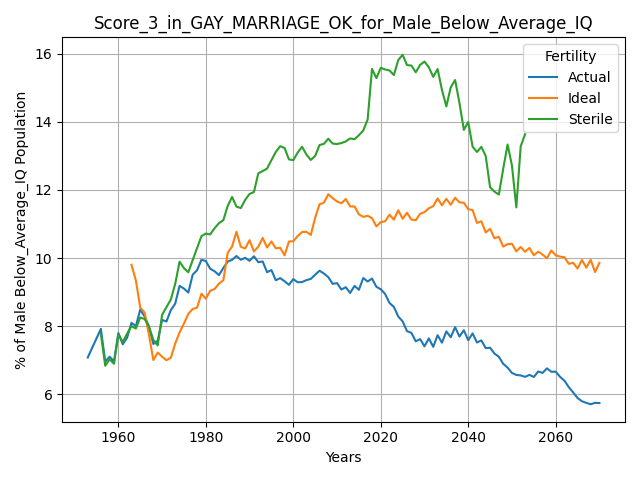 Score_3_in_GAY_MARRIAGE_OK_for_Male_Below_Average_IQ
% of Male Below_Average_IQ Population
16
14
12
10
8
6
Fertility
Actual
Ideal
Sterile
1960 1980 2000 2020 2040 2060
Years